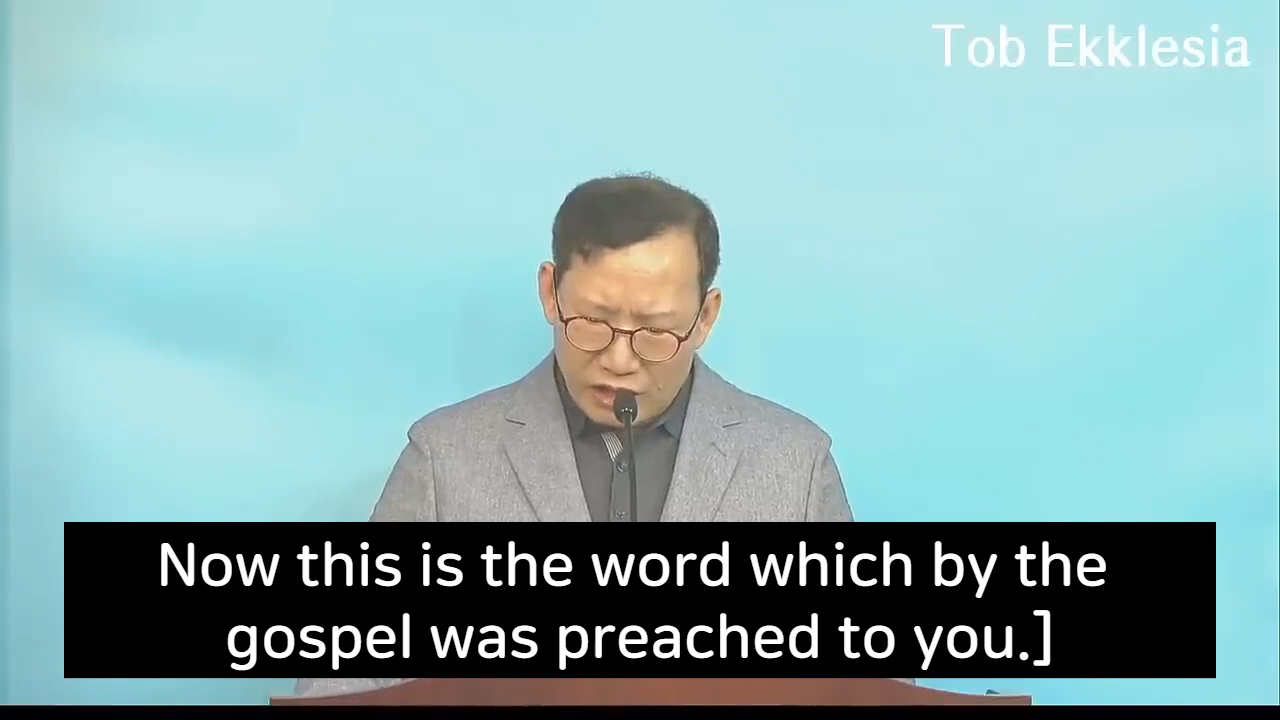 Tob Ekklesia
Now this is the word which by the
gospel was preached to you.]